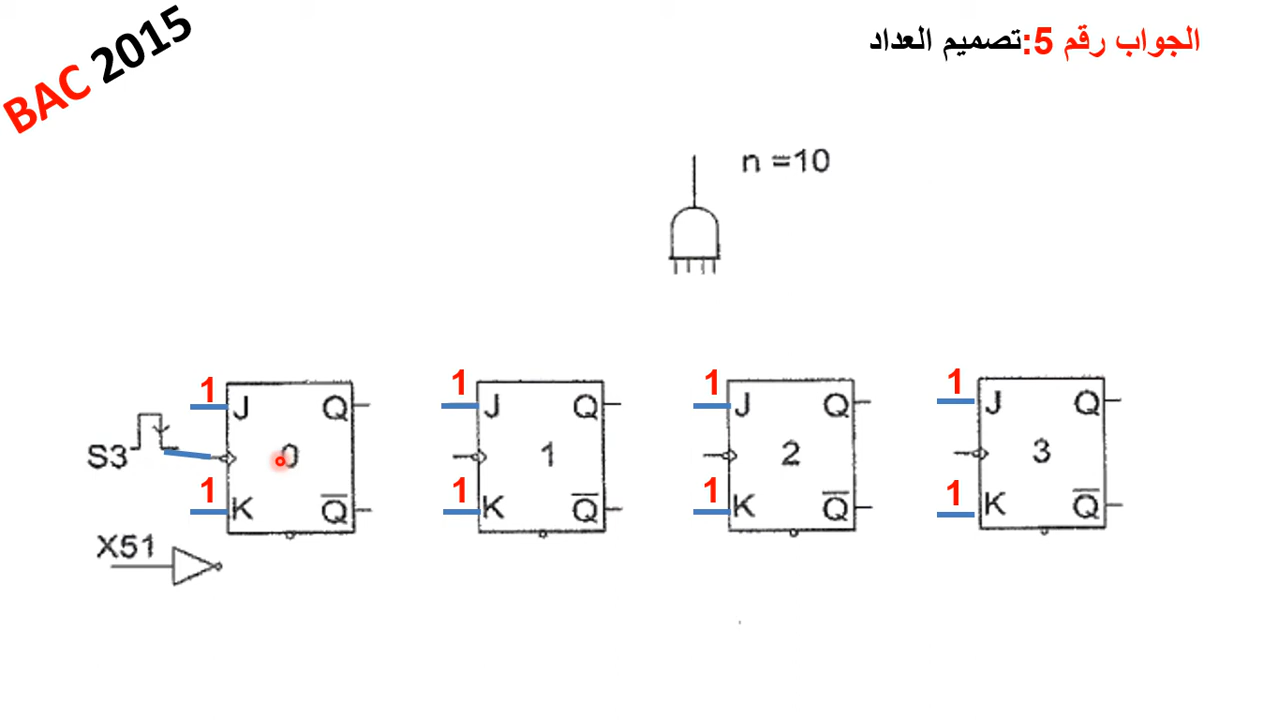 BAC 2015
الجواب رقم 5:تصميم العداد
n =10
1 1 1 1
J Q J Q J Q J Q
S3 0 1 2 3
1 1 1 1
K Q̅ K Q̅ K Q̅ K Q̅
X51